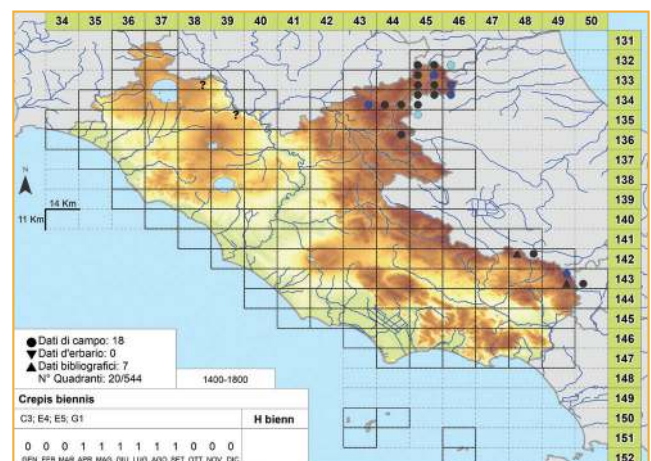 34 35 36 37 38 39 40 41 42 43 44 45 46 47 48 49 50
131
132
133
?
134
?
135
136
137
N
138
14 Km
139
11 Km
140
141
142
143
144
145
● Dati di campo: 18
146
▼ Dati d'erbario: 0
▲ Dati bibliografici: 7
147
N° Quadranti: 20/544
1400-1800
148
Crepis biennis
149
C3; E4; E5; G1
H bienn
150
0 0 0 1 1 1 1 1 1 0 0 0
151
GEN FEB MAR APR MAG GIU LUG AGO SET OTT NOV DIC
152